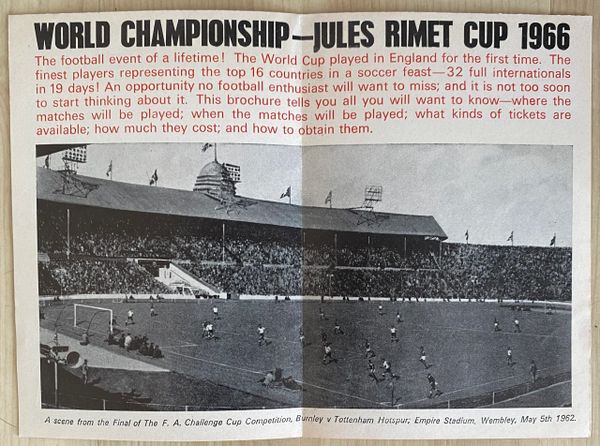 WORLD CHAMPIONSHIP—JULES RIMET CUP 1966
The football event of a lifetime! The World Cup played in England for the first time. The
finest players representing the top 16 countries in a soccer feast—32 full internationals
in 19 days! An opportunity no football enthusiast will want to miss; and it is not too soon
to start thinking about it. This brochure tells you all you will want to know—where the
matches will be played; when the matches will be played; what kinds of tickets are
available; how much they cost; and how to obtain them.
A scene from the Final of The F. A. Challenge Cup Competition, Burnley v Tottenham Hotspur; Empire Stadium, Wembley, May 5th 1962.